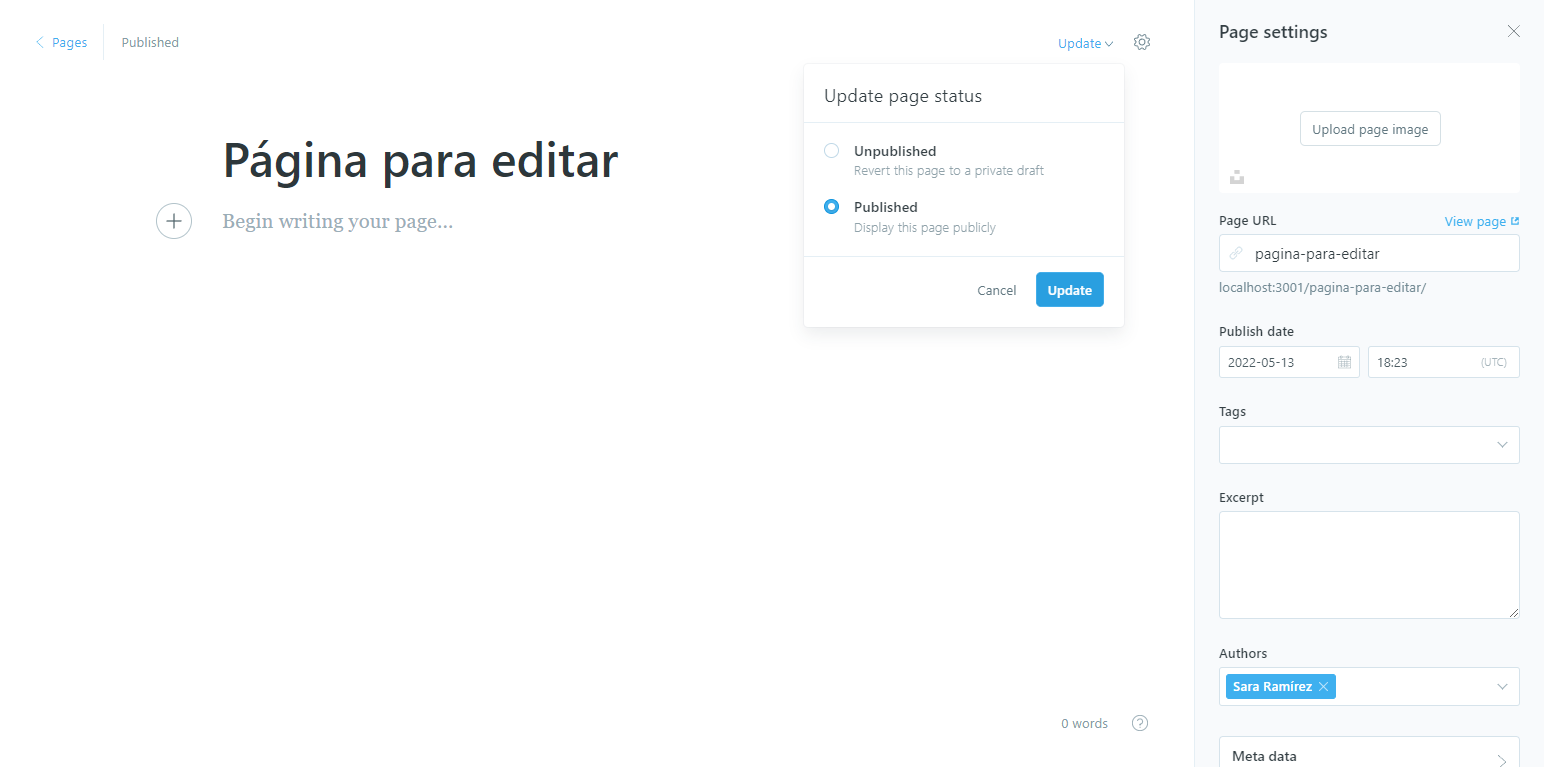 Pages
Published
Update
Update page status
Unpublished
Revert this page to a private draft
Published
Display this page publicly
Cancel
Update
Página para editar
Begin writing your page...
0 words
?
Page settings
Upload page image
Page URL
View page
pagina-para-editar
localhost:3001/pagina-para-editar/
Publish date
2022-05-13
18:23
(UTC)
Tags
Excerpt
Authors
Sara Ramírez
Meta data